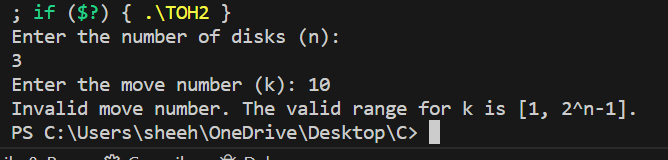 ; if ($?) { .\TOH2 }
Enter the number of disks (n):
3
Enter the move number (k): 10
Invalid move number. The valid range for k is [1, 2^n-1].
PS C:\Users\sheeh\OneDrive\Desktop\C>